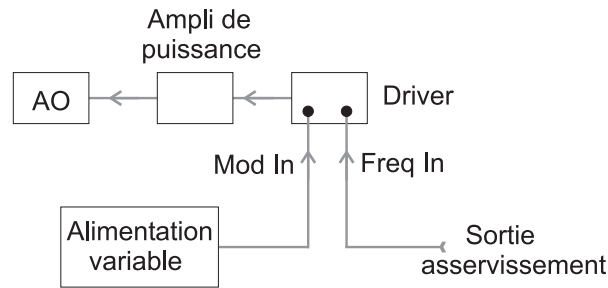 Ampli de
puissance
AO
Driver
Mod In
Freq In
Alimentation
variable
Sortie
asservissement